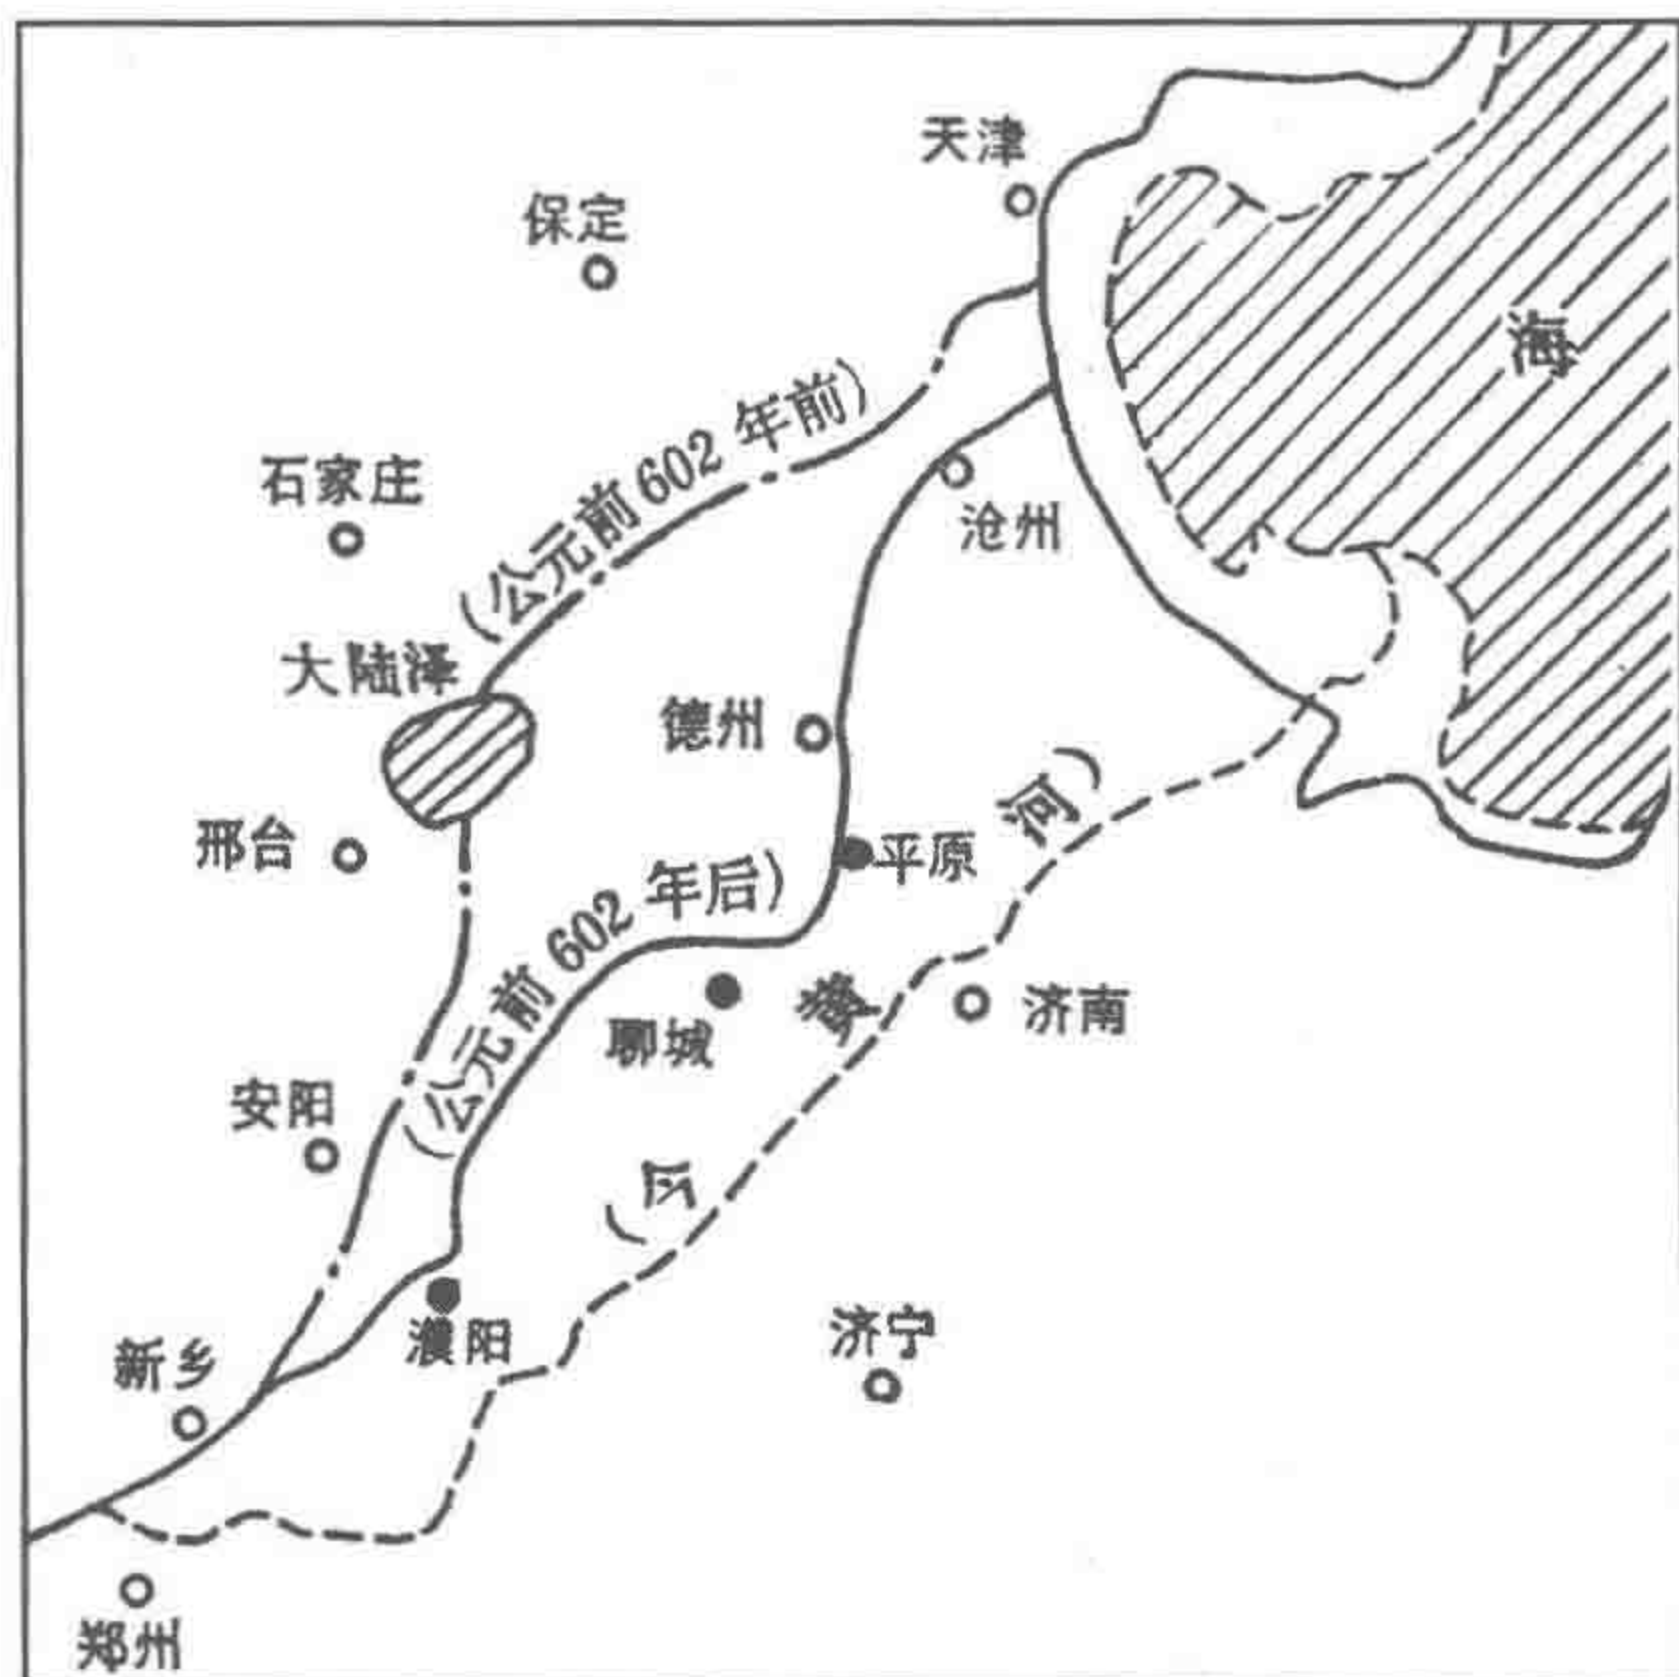 天津
保定
海
（公元前602年前）
石家庄
沧州
大陆泽
德州
邢台
平原
（公元前602年后）
（今黄河）
聊城
济南
安阳
濮阳
济宁
新乡
郑州